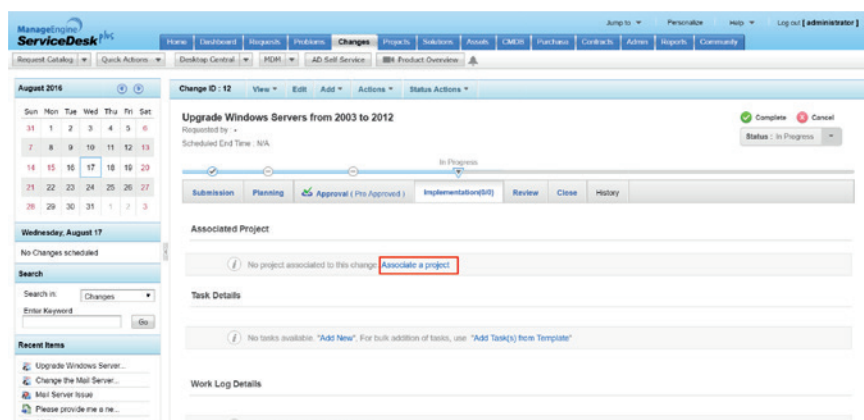 ManageEngine
ServiceDesk Plus
Jump to Personalize Help Log out [ administrator ]
Home Dashboard Requests Problems Changes Projects Solutions Assets CMDB Purchase Contracts Admin Reports Community
Request Catalog Quick Actions Desktop Central MDM AD Self Service Product Overview
August 2016
Sun Mon Tue Wed Thu Fri Sat
31 1 2 3 4 5 6
7 8 9 10 11 12 13
14 15 16 17 18 19 20
21 22 23 24 25 26 27
28 29 30 31 1 2 3
Wednesday, August 17
No Changes scheduled
Search
Search in: Changes
Enter Keyword
Go
Recent Items
Upgrade Windows Server...
Change the Mail Server...
Mail Server Issue
Please provide me a ne...
Change ID : 12 View Edit Add Actions Status Actions
Upgrade Windows Servers from 2003 to 2012
Requested by : -
Scheduled End Time : N/A
Complete Cancel
Status : In Progress
In Progress
Submission Planning Approval ( Pre Approved ) Implementation(0/0) Review Close History
Associated Project
No project associated to this change. Associate a project
Task Details
No tasks available. "Add New", For bulk addition of tasks, use "Add Task(s) from Template"
Work Log Details